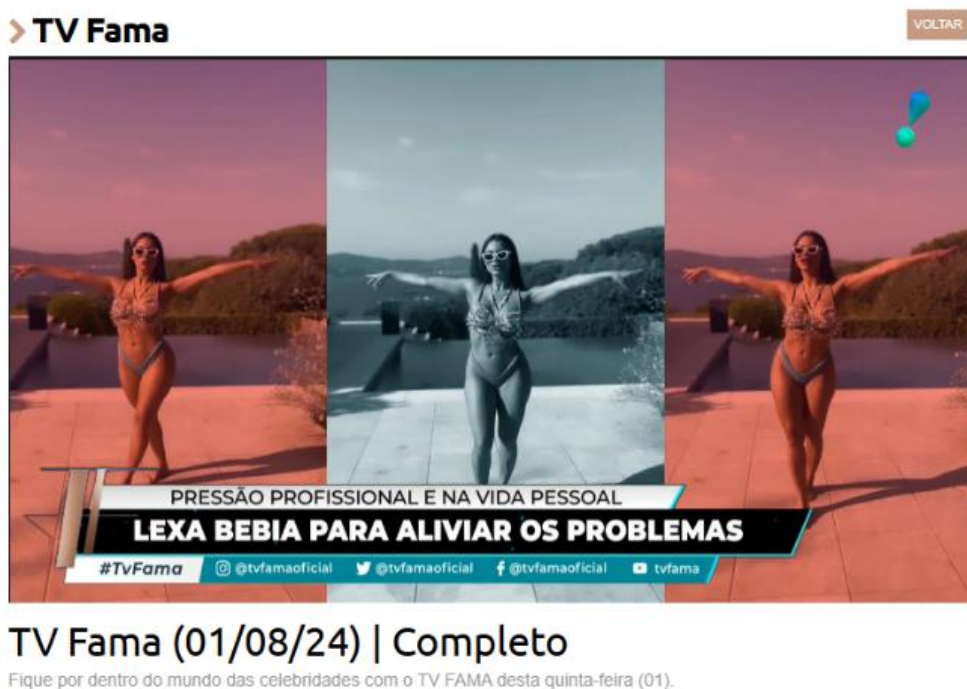 TV Fama
VOLTAR
PRESSÃO PROFISSIONAL E NA VIDA PESSOAL
LEXA BEBIA PARA ALIVIAR OS PROBLEMAS
#TvFama @tvfamaoficial @tvfamaoficial @tvfamaoficial tvfama
TV Fama (01/08/24) | Completo
Fique por dentro do mundo das celebridades com o TV FAMA desta quinta-feira (01).